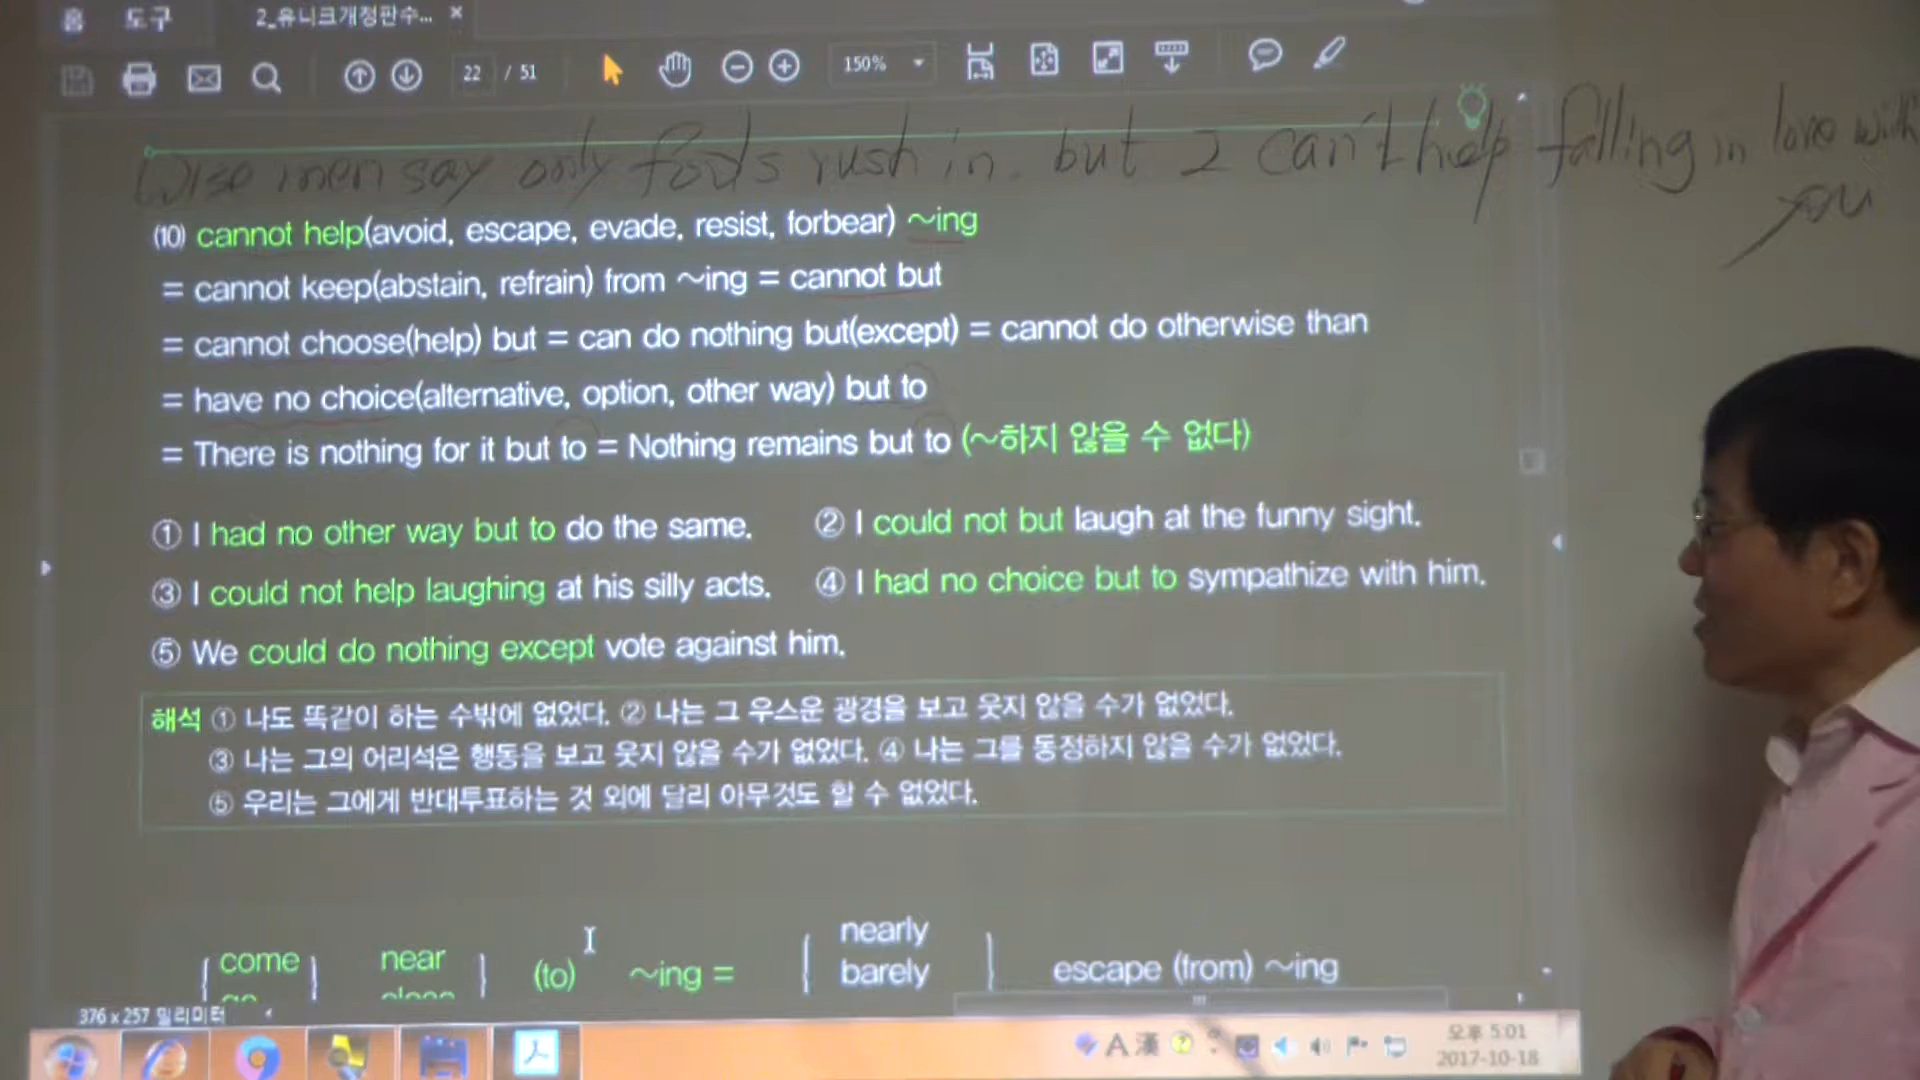 홈 도구 2_유니크개정판수... ×
22 / 51 150%
Wise men say only fools rush in. but I can't help falling in love with
you
(10) cannot help(avoid, escape, evade, resist, forbear) ~ing
= cannot keep(abstain, refrain) from ~ing = cannot but
= cannot choose(help) but = can do nothing but(except) = cannot do otherwise than
= have no choice(alternative, option, other way) but to
= There is nothing for it but to = Nothing remains but to (~하지 않을 수 없다)
① I had no other way but to do the same. ② I could not but laugh at the funny sight.
③ I could not help laughing at his silly acts. ④ I had no choice but to sympathize with him.
⑤ We could do nothing except vote against him.
해석 ① 나도 똑같이 하는 수밖에 없었다. ② 나는 그 우스운 광경을 보고 웃지 않을 수가 없었다.
③ 나는 그의 어리석은 행동을 보고 웃지 않을 수가 없었다. ④ 나는 그를 동정하지 않을 수가 없었다.
⑤ 우리는 그에게 반대투표하는 것 외에 달리 아무것도 할 수 없었다.
nearly
come near (to) ~ing = barely escape (from) ~ing
376 x 257 밀리미터
A 漢 오후 5:01
2017-10-18